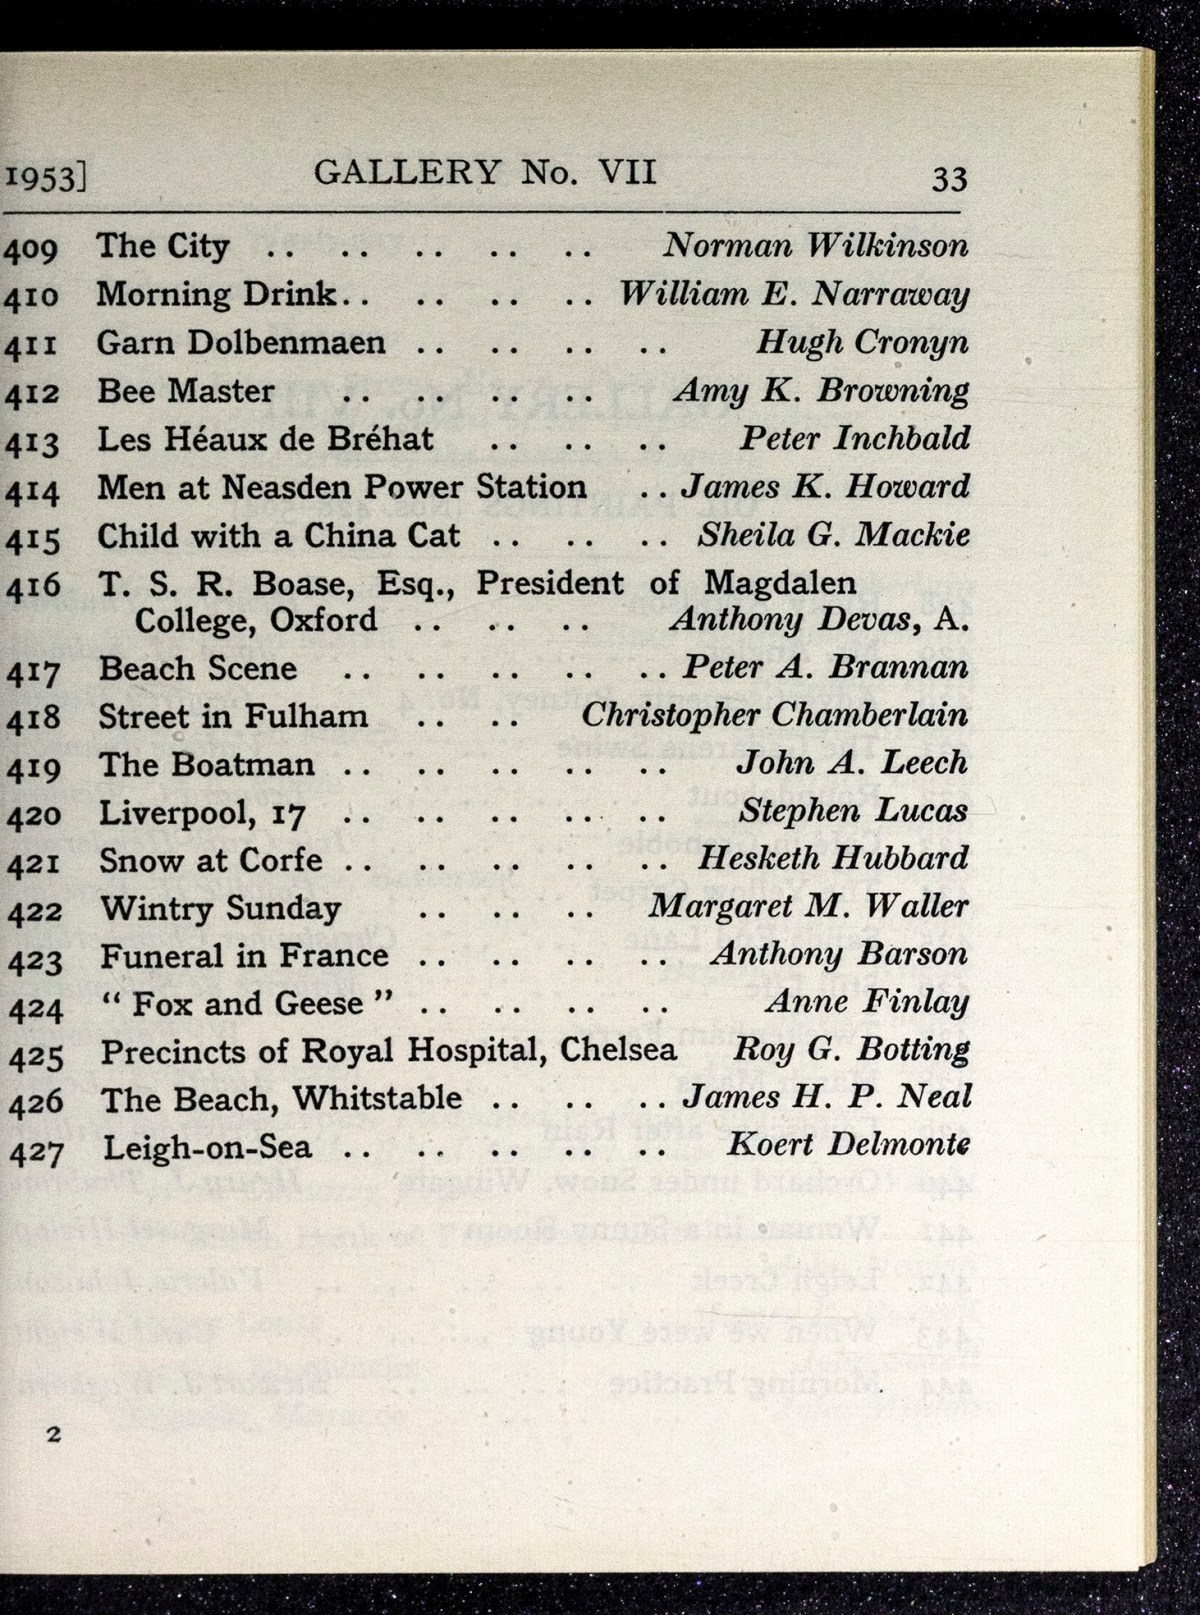 1953] GALLERY No. VII 33
409 The City .. .. .. .. .. Norman Wilkinson
410 Morning Drink.. .. .. .. William E. Narraway
411 Garn Dolbenmaen .. .. .. .. Hugh Cronyn
412 Bee Master .. .. .. .. Amy K. Browning
413 Les Héaux de Bréhat .. .. .. Peter Inchbald
414 Men at Neasden Power Station .. James K. Howard
415 Child with a China Cat .. .. .. Sheila G. Mackie
416 T. S. R. Boase, Esq., President of Magdalen
College, Oxford .. .. .. Anthony Devas, A.
417 Beach Scene .. .. .. .. .. Peter A. Brannan
418 Street in Fulham .. .. Christopher Chamberlain
419 The Boatman .. .. .. .. .. John A. Leech
420 Liverpool, 17 .. .. .. .. .. Stephen Lucas
421 Snow at Corfe .. .. .. .. .. Hesketh Hubbard
422 Wintry Sunday .. .. .. Margaret M. Waller
423 Funeral in France .. .. .. .. Anthony Barson
424 “ Fox and Geese ” .. .. .. .. Anne Finlay
425 Precincts of Royal Hospital, Chelsea Roy G. Botting
426 The Beach, Whitstable .. .. .. James H. P. Neal
427 Leigh-on-Sea .. .. .. .. .. Koert Delmonte
2